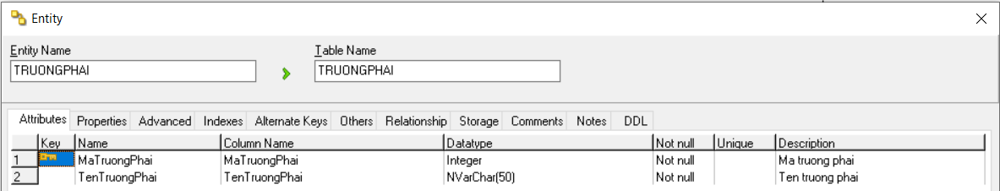 Entity
Entity Name Table Name
TRUONGPHAI TRUONGPHAI
Attributes Properties Advanced Indexes Alternate Keys Others Relationship Storage Comments Notes DDL
Key Name Column Name Datatype Not null Unique Description
1 MaTruongPhai MaTruongPhai Integer Not null Ma truong phai
2 TenTruongPhai TenTruongPhai NVarChar(50) Not null Ten truong phai